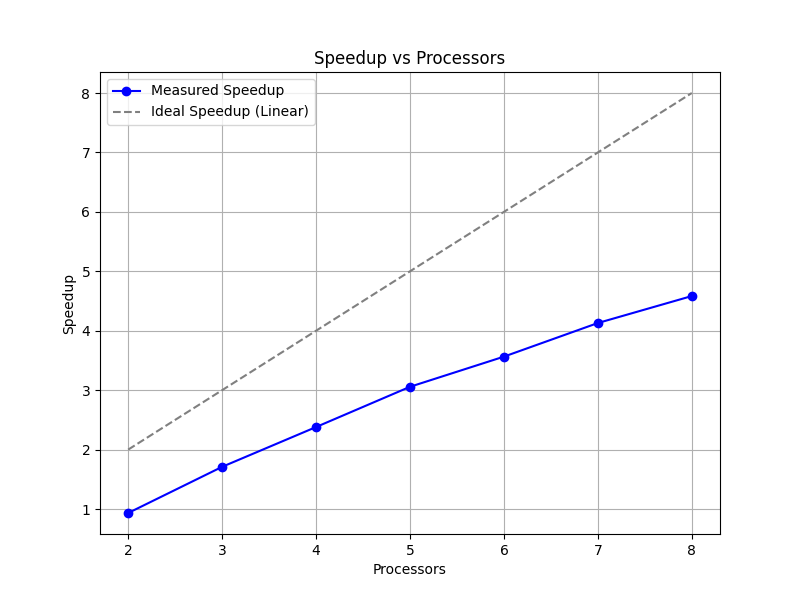 Speedup vs Processors
Measured Speedup
Ideal Speedup (Linear)
8
7
6
5
4
3
2
1
Speedup
2 3 4 5 6 7 8
Processors